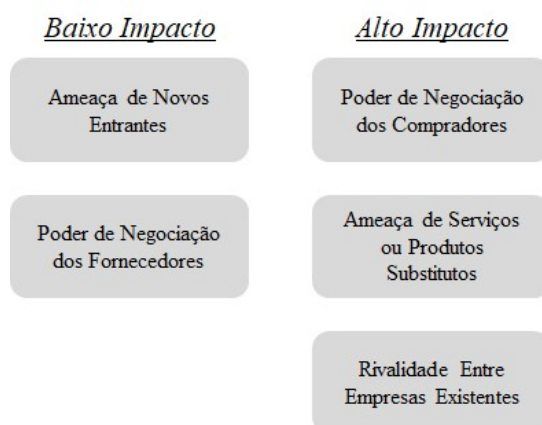 Baixo Impacto
Alto Impacto
Ameaça de Novos
Entrantes
Poder de Negociação
dos Compradores
Poder de Negociação
dos Fornecedores
Ameaça de Serviços
ou Produtos
Substitutos
Rivalidade Entre
Empresas Existentes